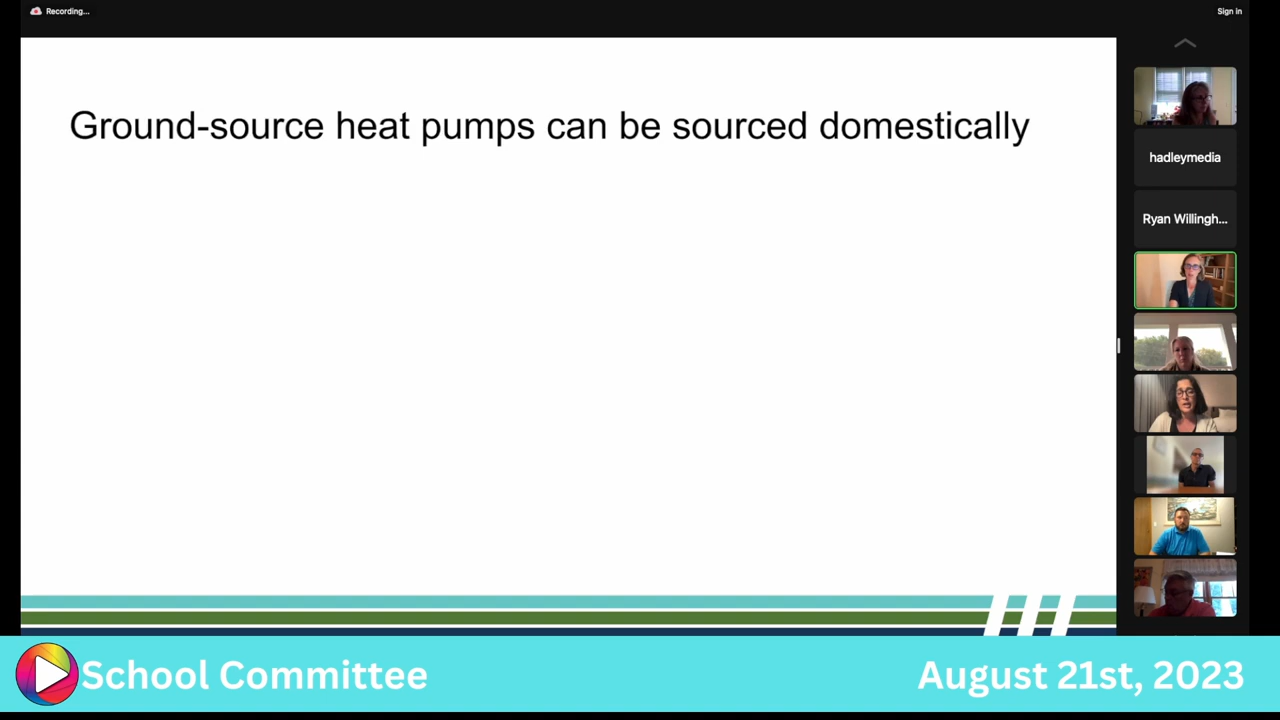 Recording...
Sign in
Ground-source heat pumps can be sourced domestically
hadleymedia
Ryan Willingh...
School Committee
August 21st, 2023